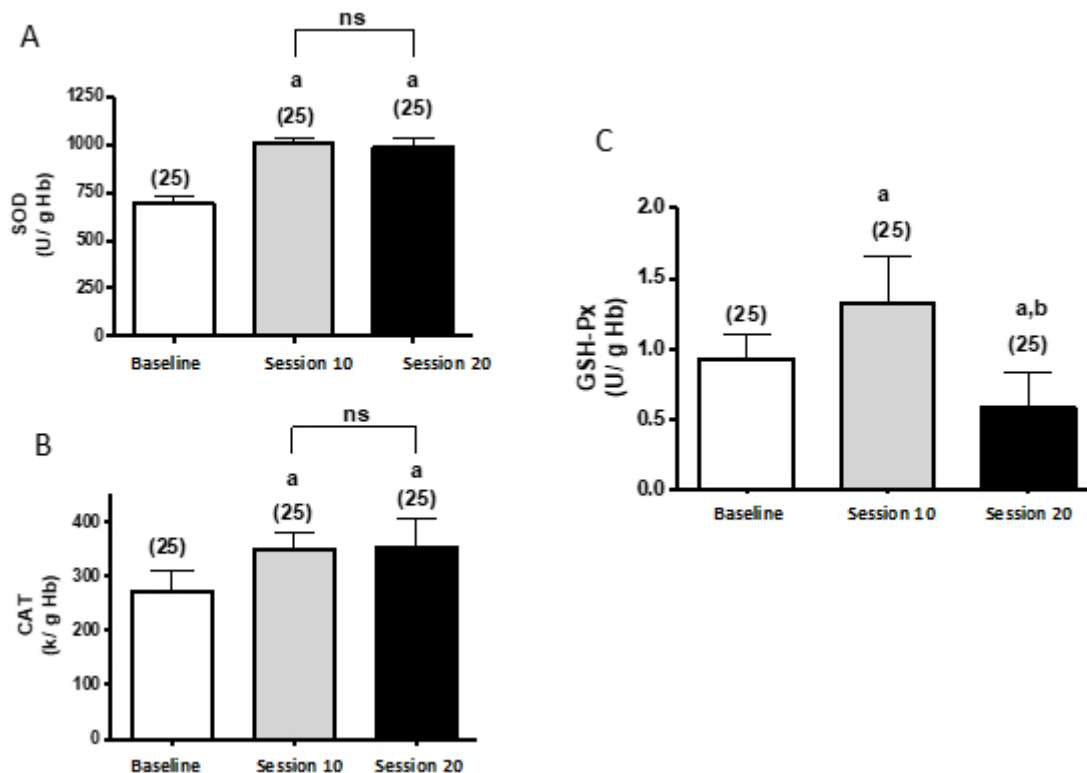 A
ns
a
a
(25)
(25)
(25)
1250
1000
750
500
250
0
SOD
(U/ g Hb)
Baseline
Session 10
Session 20
B
ns
a
a
(25)
(25)
(25)
400
300
200
100
0
CAT
(k/ g Hb)
Baseline
Session 10
Session 20
C
a
(25)
(25)
a,b
(25)
2.0
1.5
1.0
0.5
0.0
GSH-Px
(U/ g Hb)
Baseline
Session 10
Session 20